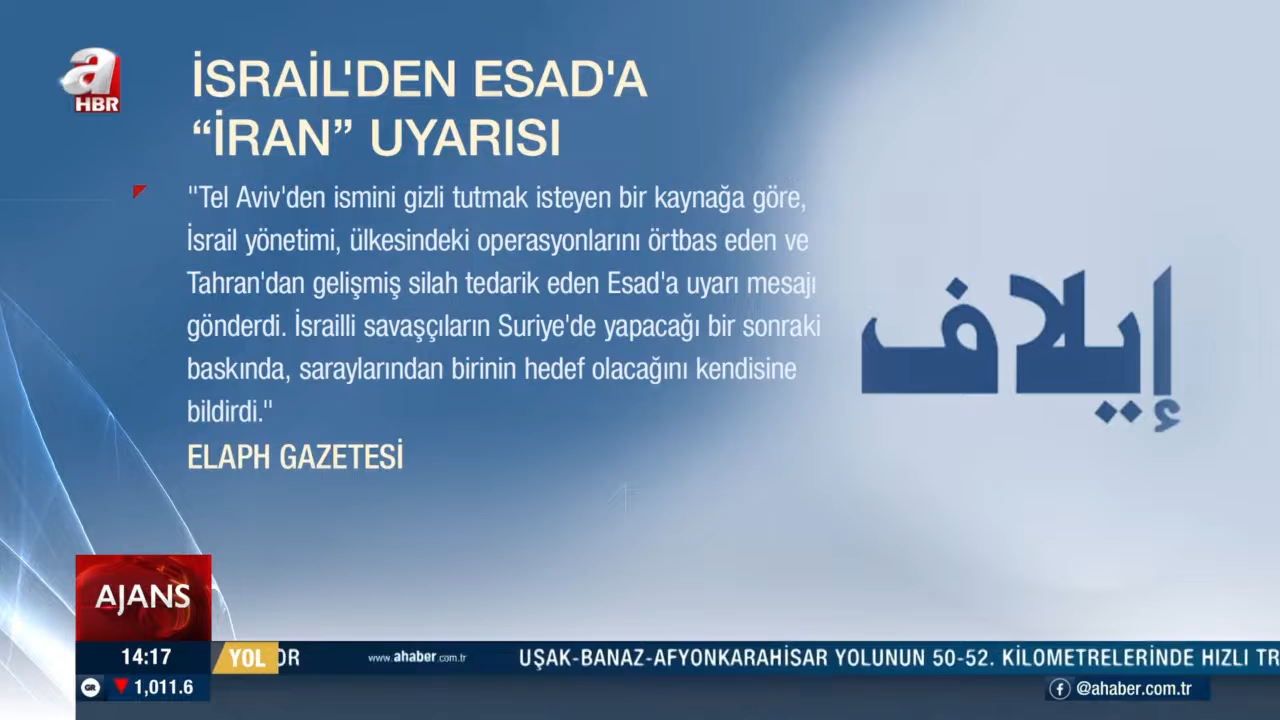 a
HBR
İSRAİL'DEN ESAD'A
“İRAN” UYARISI
"Tel Aviv'den ismini gizli tutmak isteyen bir kaynağa göre,
İsrail yönetimi, ülkesindeki operasyonlarını örtbas eden ve
Tahran'dan gelişmiş silah tedarik eden Esad'a uyarı mesajı
gönderdi. İsrailli savaşçıların Suriye'de yapacağı bir sonraki
baskında, saraylarından birinin hedef olacağını kendisine
bildirdi."
ELAPH GAZETESİ
إيلاف
AJANS
14:17
YOL OR www.ahaber.com.tr UŞAK-BANAZ-AFYONKARAHİSAR YOLUNUN 50-52. KİLOMETRELERİNDE HIZLI TR
GR 1,011.6
@ahaber.com.tr